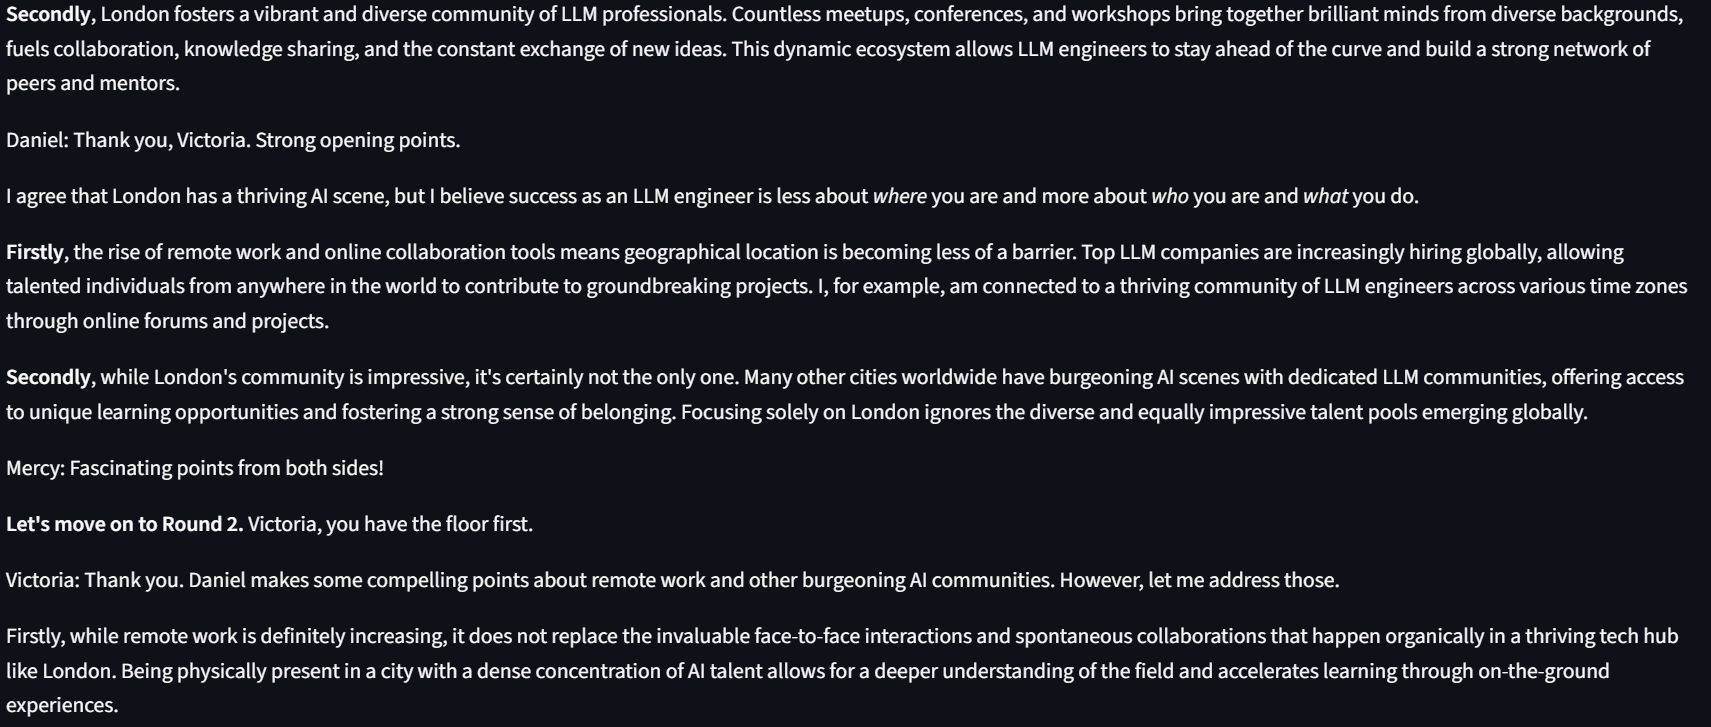 Secondly, London fosters a vibrant and diverse community of LLM professionals. Countless meetups, conferences, and workshops bring together brilliant minds from diverse backgrounds,
fuels collaboration, knowledge sharing, and the constant exchange of new ideas. This dynamic ecosystem allows LLM engineers to stay ahead of the curve and build a strong network of
peers and mentors.
Daniel: Thank you, Victoria. Strong opening points.
I agree that London has a thriving AI scene, but I believe success as an LLM engineer is less about where you are and more about who you are and what you do.
Firstly, the rise of remote work and online collaboration tools means geographical location is becoming less of a barrier. Top LLM companies are increasingly hiring globally, allowing
talented individuals from anywhere in the world to contribute to groundbreaking projects. I, for example, am connected to a thriving community of LLM engineers across various time zones
through online forums and projects.
Secondly, while London's community is impressive, it's certainly not the only one. Many other cities worldwide have burgeoning AI scenes with dedicated LLM communities, offering access
to unique learning opportunities and fostering a strong sense of belonging. Focusing solely on London ignores the diverse and equally impressive talent pools emerging globally.
Mercy: Fascinating points from both sides!
Let's move on to Round 2. Victoria, you have the floor first.
Victoria: Thank you. Daniel makes some compelling points about remote work and other burgeoning AI communities. However, let me address those.
Firstly, while remote work is definitely increasing, it does not replace the invaluable face-to-face interactions and spontaneous collaborations that happen organically in a thriving tech hub
like London. Being physically present in a city with a dense concentration of AI talent allows for a deeper understanding of the field and accelerates learning through on-the-ground
experiences.